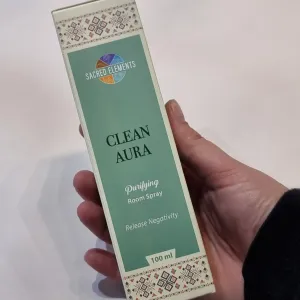 SACRED ELEMENTS
CLEAN
AURA
Purifying
Room Spray
Release Negativity
100 ml